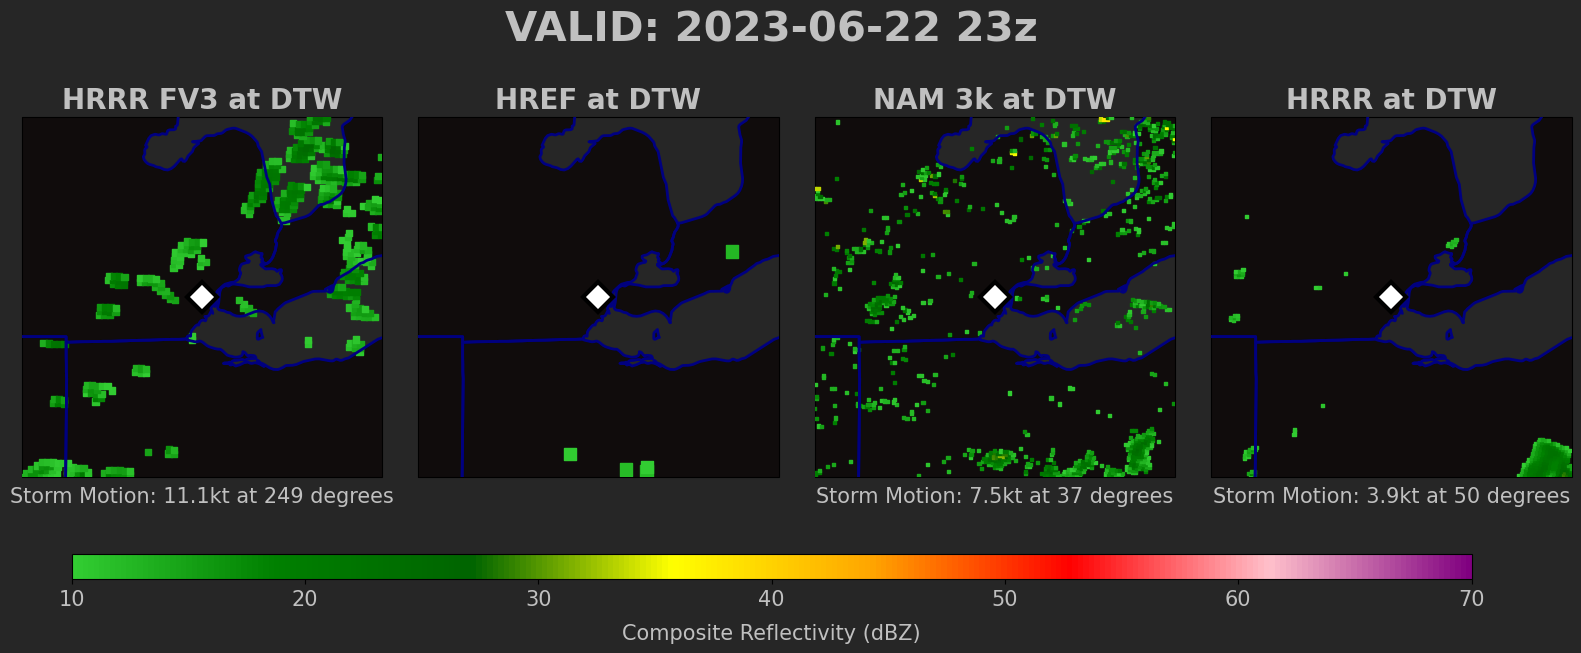 VALID: 2023-06-22 23z
HRRR FV3 at DTW
HREF at DTW
NAM 3k at DTW
HRRR at DTW
Storm Motion: 11.1kt at 249 degrees
Storm Motion: 7.5kt at 37 degrees
Storm Motion: 3.9kt at 50 degrees
10 20 30 40 50 60 70
Composite Reflectivity (dBZ)